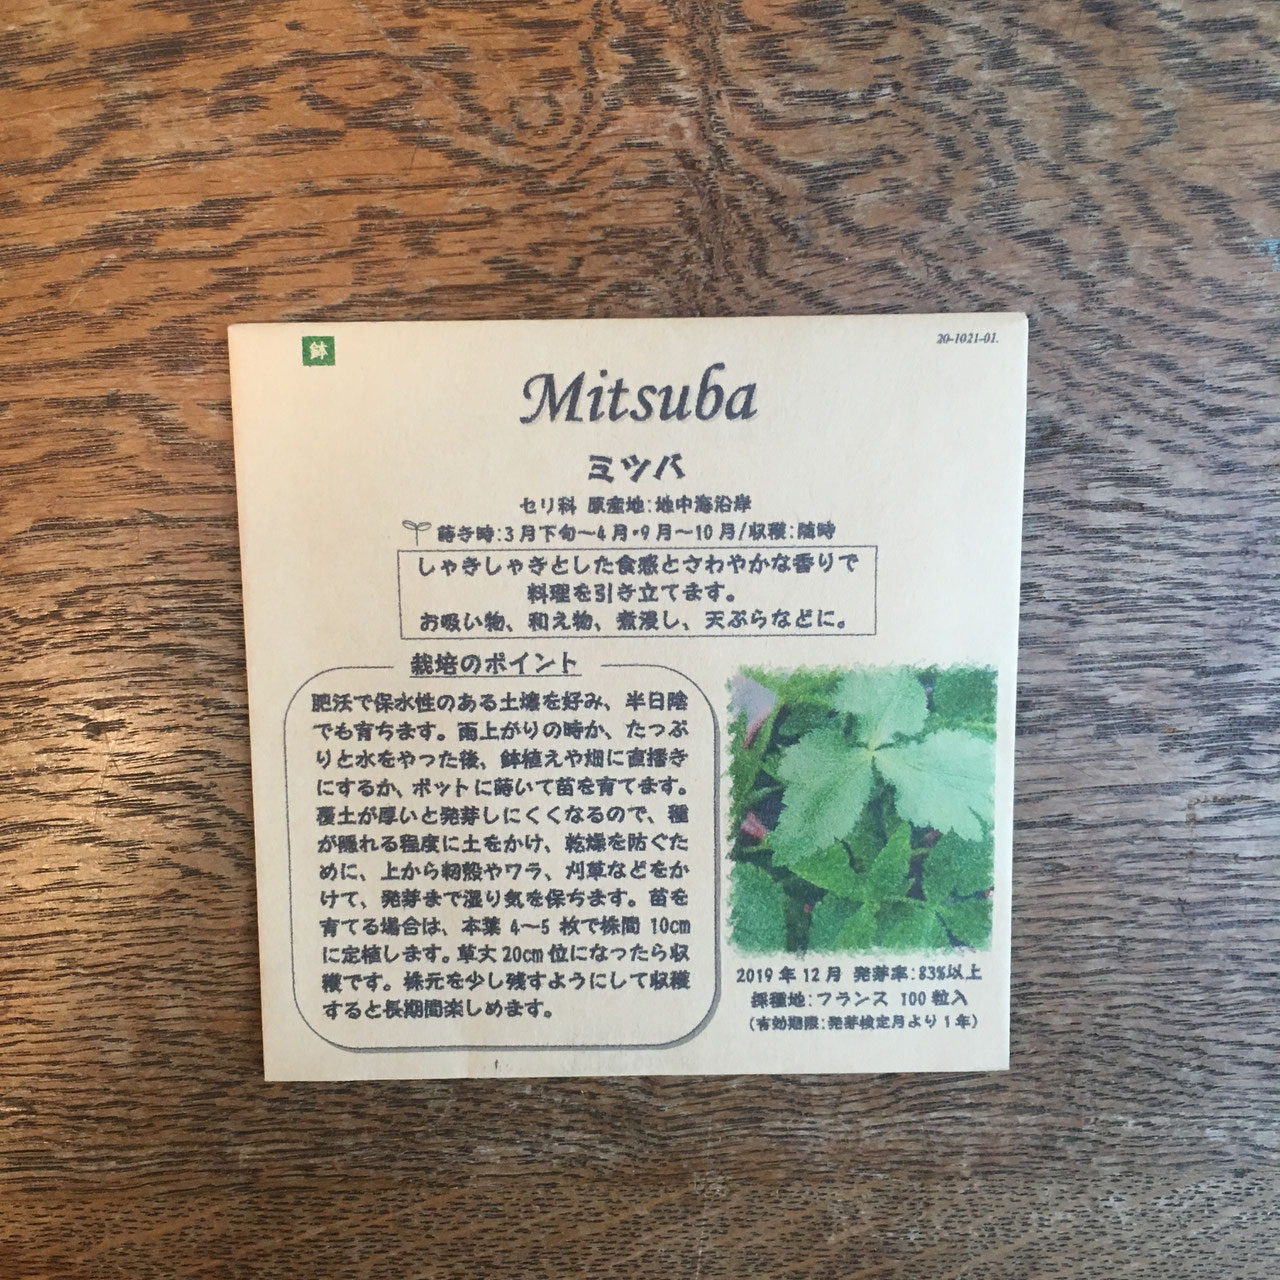 鉢
20-1021-01.
Mitsuba
ミツバ
セリ科 原産地:地中海沿岸
蒔き時:3月下旬～4月・9月～10月/収穫:随時
しゃきしゃきとした食感とさわやかな香りで
料理を引き立てます。
お吸い物、和え物、煮浸し、天ぷらなどに。
栽培のポイント
肥沃で保水性のある土壌を好み、半日陰
でも育ちます。雨上がりの時か、たっぷ
りと水をやった後、鉢植えや畑に直播き
にするか、ポットに蒔いて苗を育てます。
覆土が厚いと発芽しにくくなるので、種
が隠れる程度に土をかけ、乾燥を防ぐた
めに、上から籾殻やワラ、刈草などをか
けて、発芽まで湿り気を保ちます。苗を
育てる場合は、本葉 4～5 枚で株間 10cm
に定植します。草丈20cm位になったら収
穫です。株元を少し残すようにして収穫
すると長期間楽しめます。
2019年12月 発芽率:83%以上
採種地:フランス 100粒入
(有効期限:発芽検定月より1年)